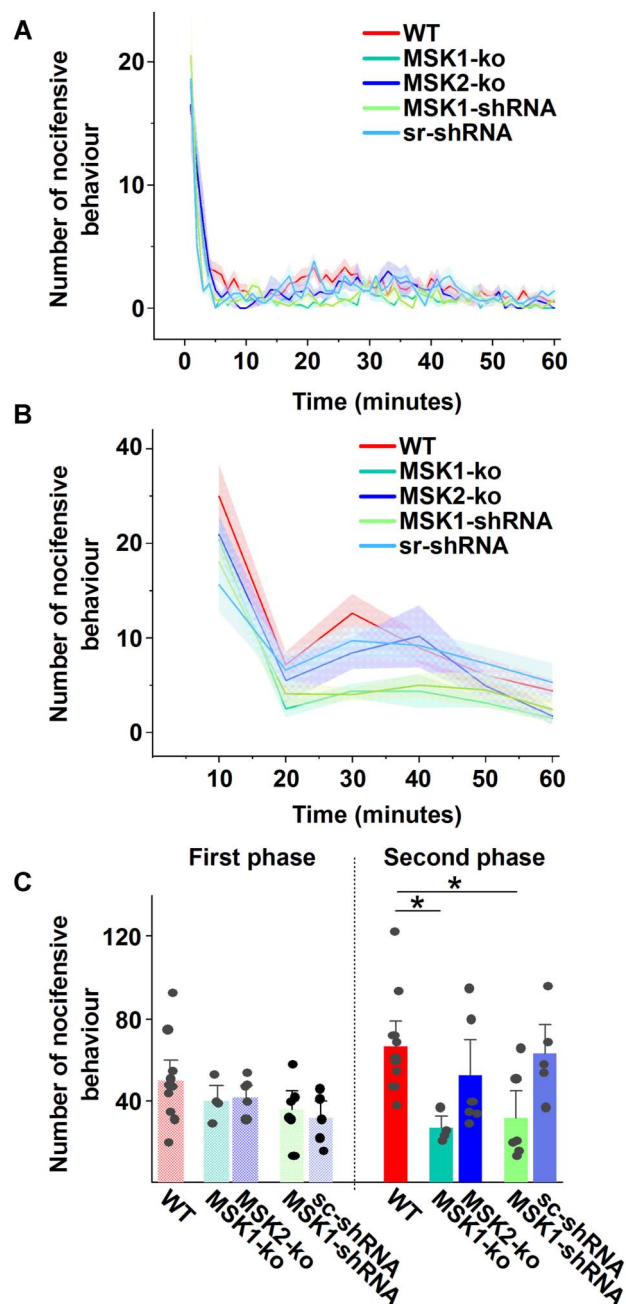 A
WT
MSK1-ko
MSK2-ko
MSK1-shRNA
sr-shRNA
Number of nocifensive
behaviour
20
10
0
0 10 20 30 40 50 60
Time (minutes)
B
WT
MSK1-ko
MSK2-ko
MSK1-shRNA
sr-shRNA
Number of nocifensive
behaviour
40
20
10
0
10 20 30 40 50 60
Time (minutes)
First phase Second phase
C
* *
Number of nocifensive
behaviour
120
80
40
WT MSK1-ko MSK2-ko MSK1-shRNA sc-shRNA WT MSK1-ko MSK2-ko MSK1-shRNA sc-shRNA